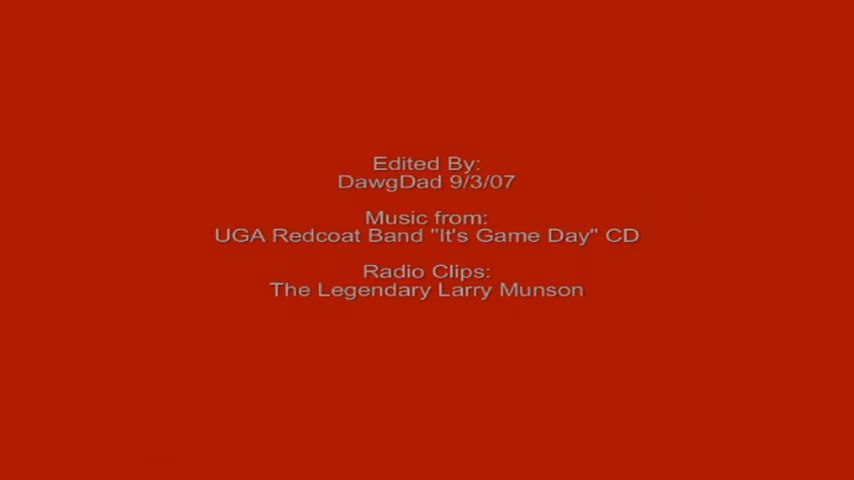 Edited By:
DawgDad 9/3/07
Music from:
UGA Redcoat Band "It's Game Day" CD
Radio Clips:
The Legendary Larry Munson